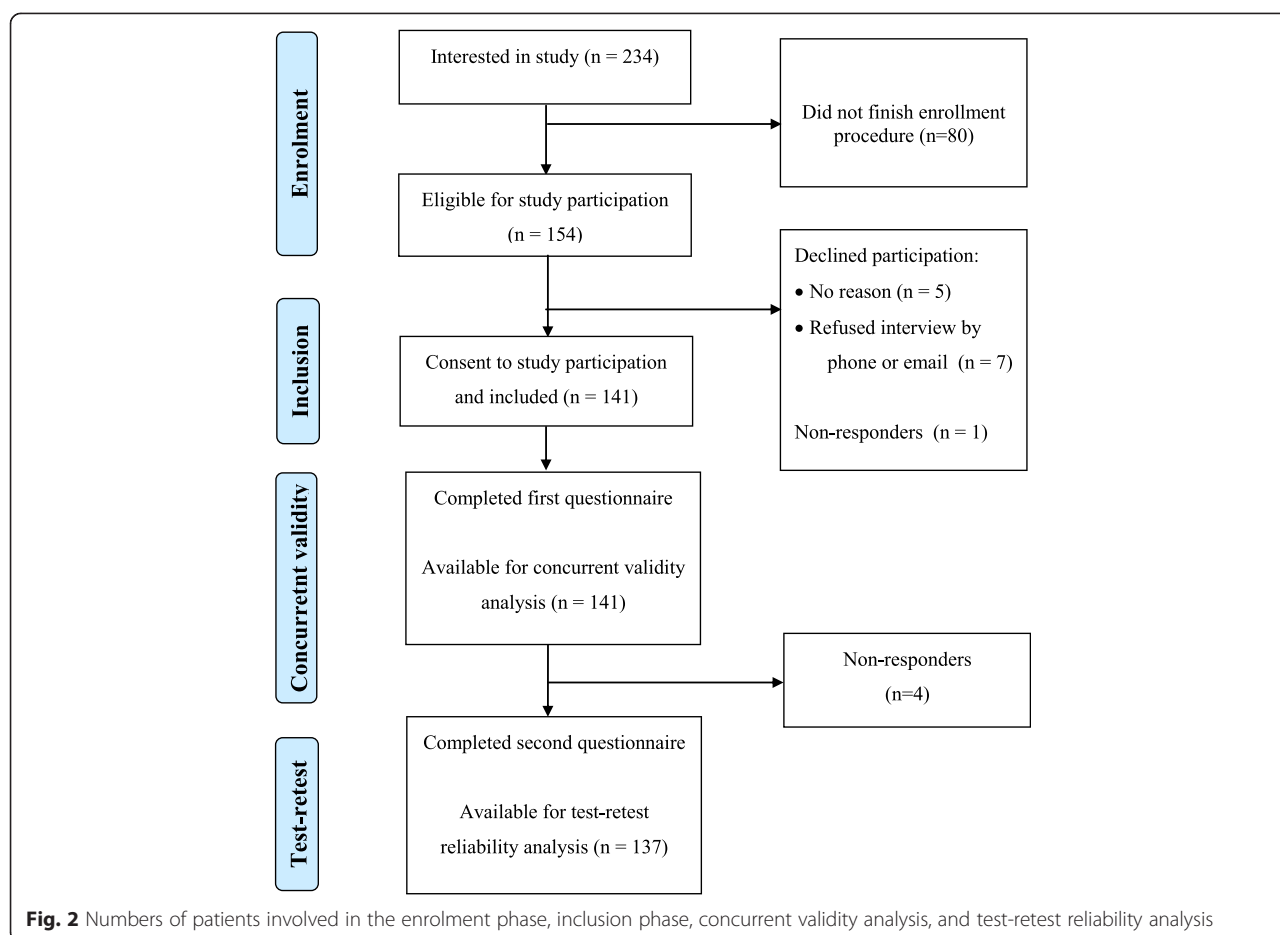 Enrolment
Interested in study (n = 234)
Did not finish enrollment
procedure (n=80)
Eligible for study participation
(n = 154)
Declined participation:
• No reason (n = 5)
• Refused interview by
phone or email (n = 7)
Non-responders (n = 1)
Inclusion
Consent to study participation
and included (n = 141)
Concurretnt validity
Completed first questionnaire
Available for concurrent validity
analysis (n = 141)
Non-responders
(n=4)
Test-retest
Completed second questionnaire
Available for test-retest
reliability analysis (n = 137)
Fig. 2 Numbers of patients involved in the enrolment phase, inclusion phase, concurrent validity analysis, and test-retest reliability analysis